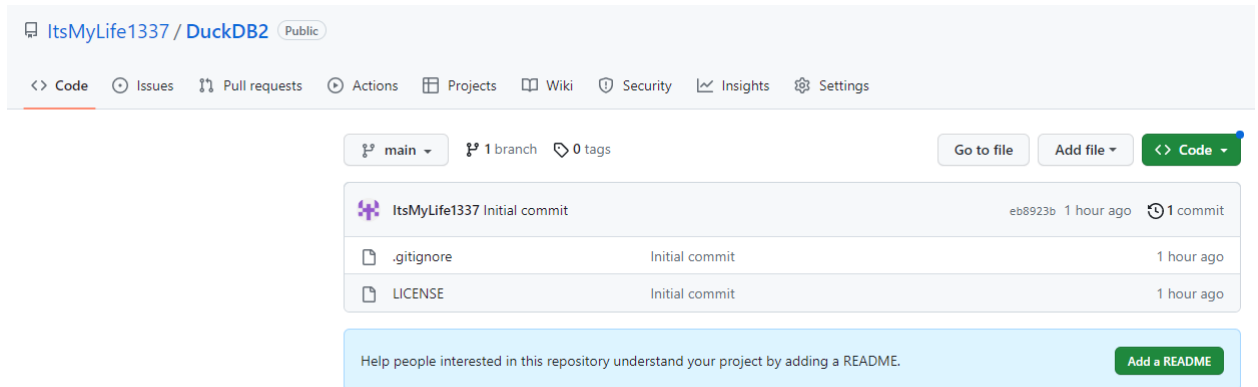 ItsMyLife1337 / DuckDB2 Public
<> Code Issues Pull requests Actions Projects Wiki Security Insights Settings
main 1 branch 0 tags Go to file Add file <> Code
ItsMyLife1337 Initial commit eb8923b 1 hour ago 1 commit
.gitignore Initial commit 1 hour ago
LICENSE Initial commit 1 hour ago
Help people interested in this repository understand your project by adding a README. Add a README